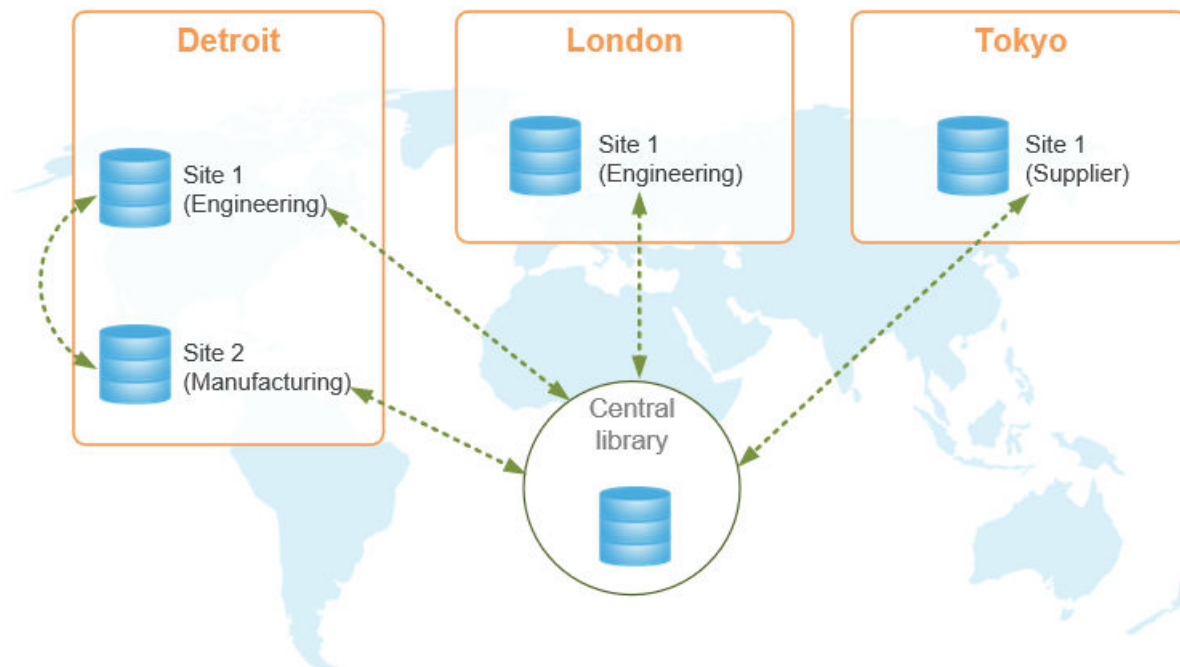 Detroit
Site 1
(Engineering)
Site 2
(Manufacturing)
London
Site 1
(Engineering)
Tokyo
Site 1
(Supplier)
Central
library